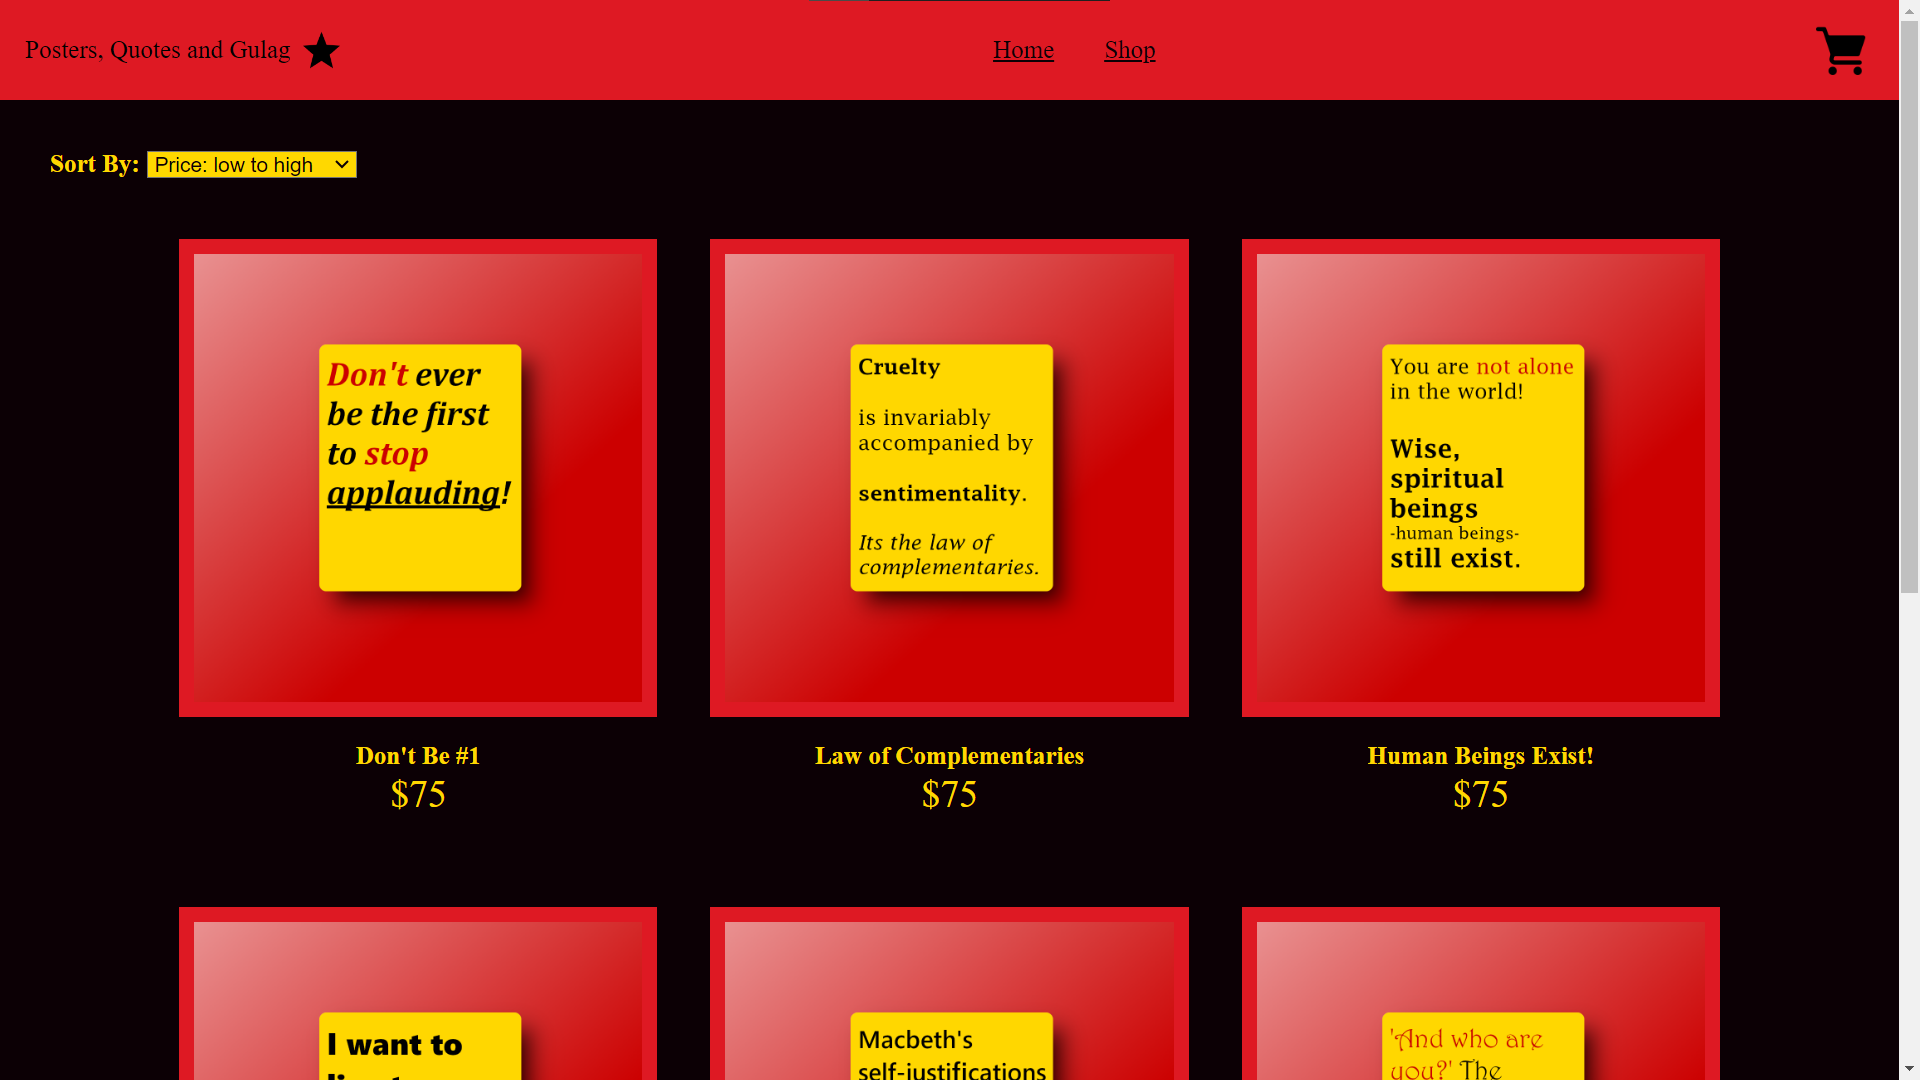 Posters, Quotes and Gulag
Home
Shop
Sort By:
Price: low to high
Don't ever
be the first
to stop
applauding!
Cruelty
is invariably
accompanied by
sentimentality.
Its the law of
complementaries.
You are not alone
in the world!
Wise,
spiritual
beings
-human beings-
still exist.
Don't Be #1
$75
Law of Complementaries
$75
Human Beings Exist!
$75
I want to
Macbeth's
self-justifications
'And who are
you?' The